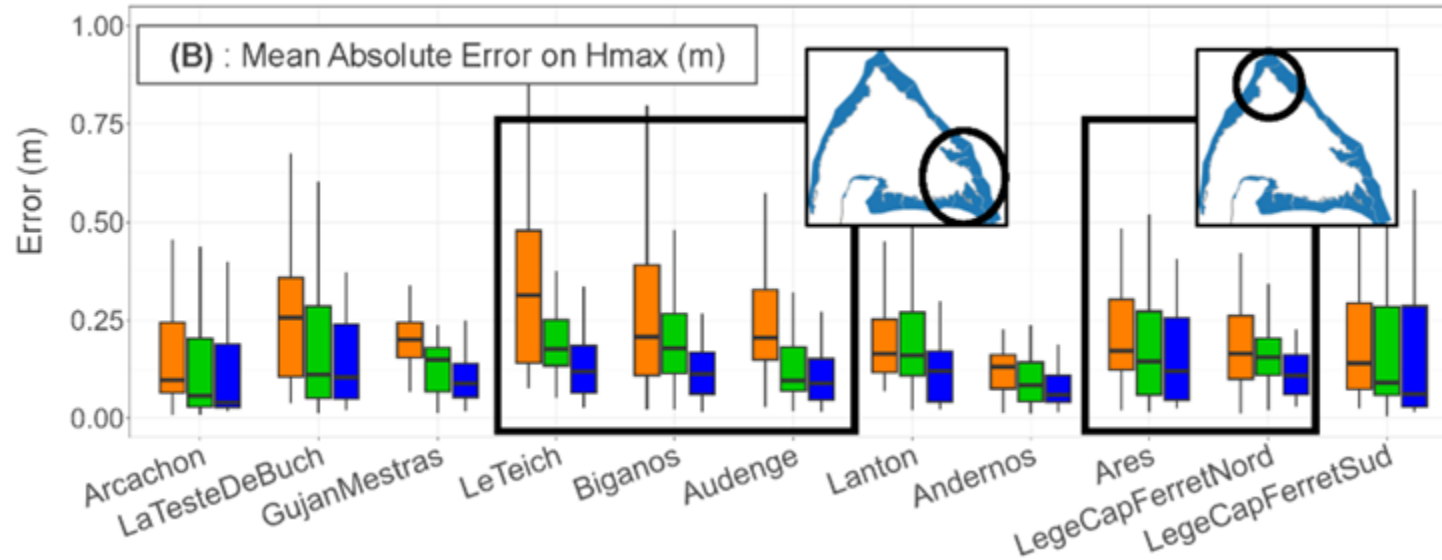 (B) : Mean Absolute Error on Hmax (m)
Error (m)
1.00
0.75
0.50
0.25
0.00
Arcachon
LaTesteDeBuch
GujanMestras
LeTeich
Biganos
Audenge
Lanton
Andernos
Ares
LegeCapFerretNord
LegeCapFerretSud